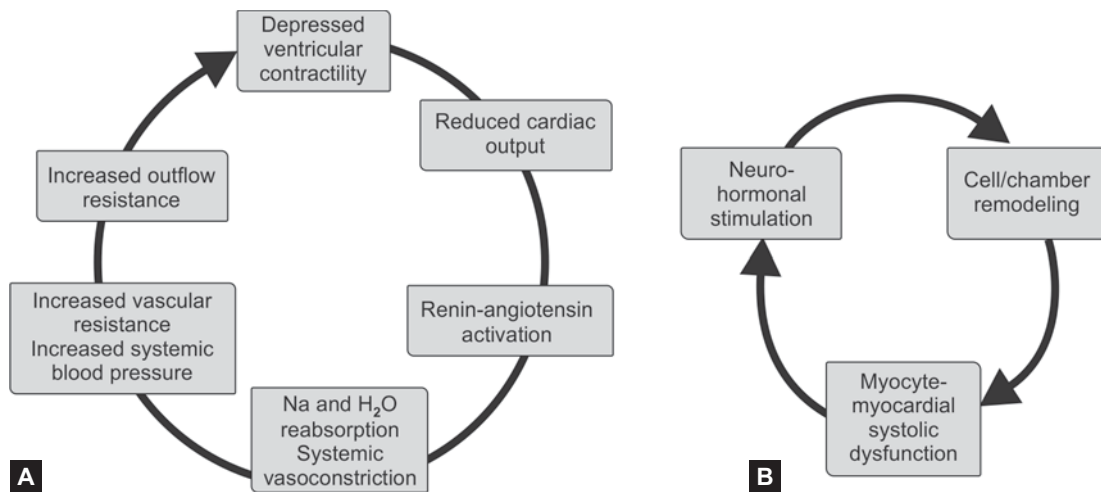 Depressed
ventricular
contractility
Reduced cardiac
output
Renin-angiotensin
activation
Na and H₂O
reabsorption
Systemic
vasoconstriction
Increased vascular
resistance
Increased systemic
blood pressure
Increased outflow
resistance
A
Neuro-
hormonal
stimulation
Cell/chamber
remodeling
Myocyte-
myocardial
systolic
dysfunction
B